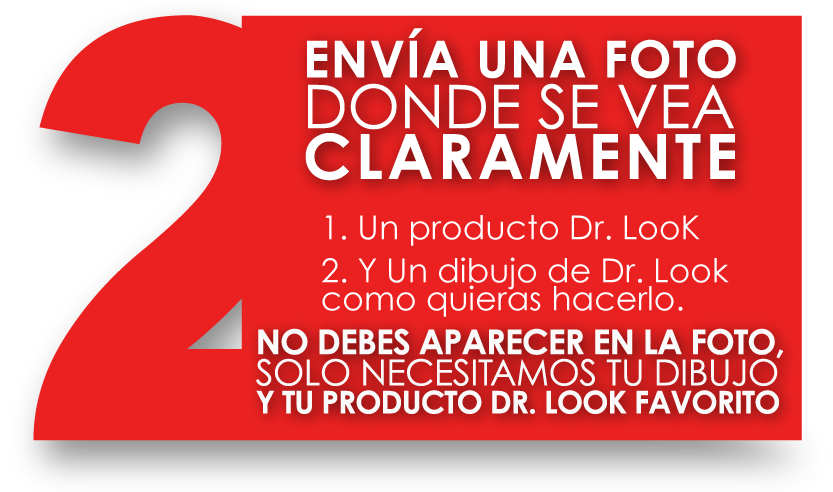 2
ENVÍA UNA FOTO
DONDE SE VEA
CLARAMENTE
1. Un producto Dr. LooK
2. Y Un dibujo de Dr. Look
como quieras hacerlo.
NO DEBES APARECER EN LA FOTO,
SOLO NECESITAMOS TU DIBUJO
Y TU PRODUCTO DR. LOOK FAVORITO